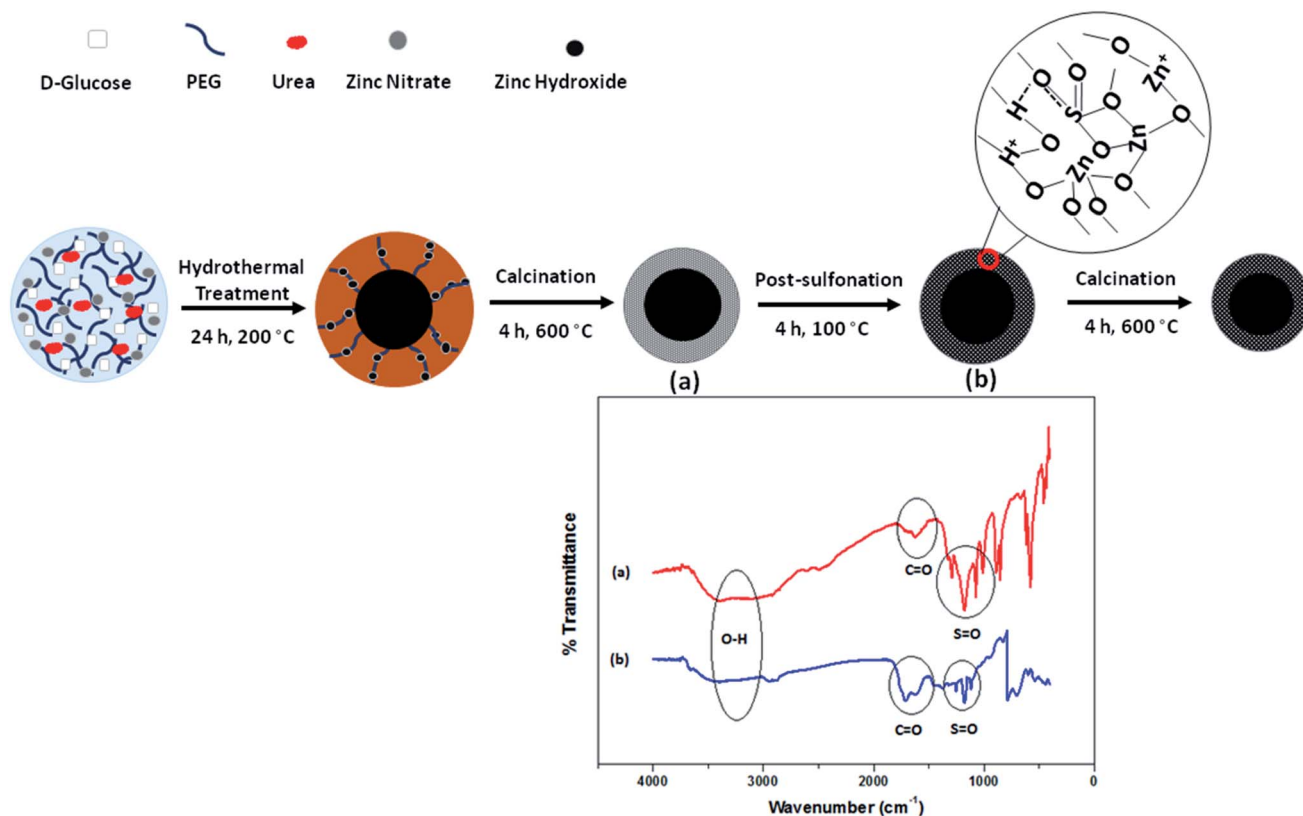 D-Glucose PEG Urea Zinc Nitrate Zinc Hydroxide
O O O Zn⁺
H S O O
H⁺ O O Zn
O Zn O
O O
Hydrothermal
Treatment
24 h, 200 °C
Calcination
4 h, 600 °C
Post-sulfonation
4 h, 100 °C
Calcination
4 h, 600 °C
(a)
(b)
% Transmittance
(a)
C=O
S=O
O-H
(b)
C=O
S=O
4000 3000 2000 1000 0
Wavenumber (cm⁻¹)